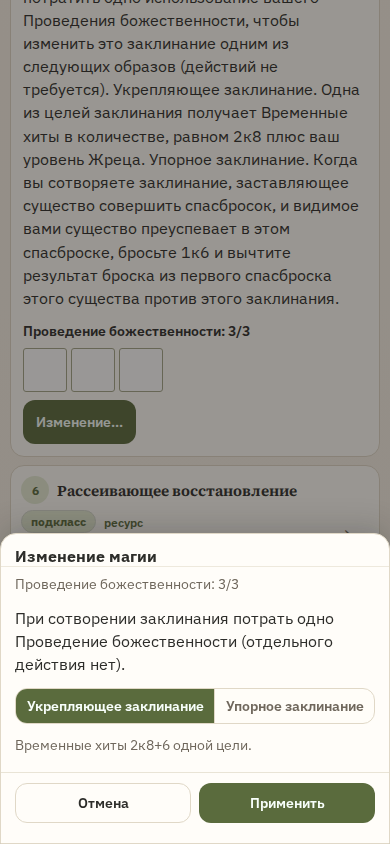 потратить одно использование вашего
Проведения божественности, чтобы
изменить это заклинание одним из
следующих образов (действий не
требуется). Укрепляющее заклинание. Одна
из целей заклинания получает Временные
хиты в количестве, равном 2к8 плюс ваш
уровень Жреца. Упорное заклинание. Когда
вы сотворяете заклинание, заставляющее
существо совершить спасбросок, и видимое
вами существо преуспевает в этом
спасброске, бросьте 1к6 и вычтите
результат броска из первого спасброска
этого существа против этого заклинания.
Проведение божественности: 3/3
Изменение...
6 Рассеивающее восстановление
подкласс ресурс
Изменение магии
Проведение божественности: 3/3
При сотворении заклинания потрать одно
Проведение божественности (отдельного
действия нет).
Укрепляющее заклинание Упорное заклинание
Временные хиты 2к8+6 одной цели.
Отмена Применить